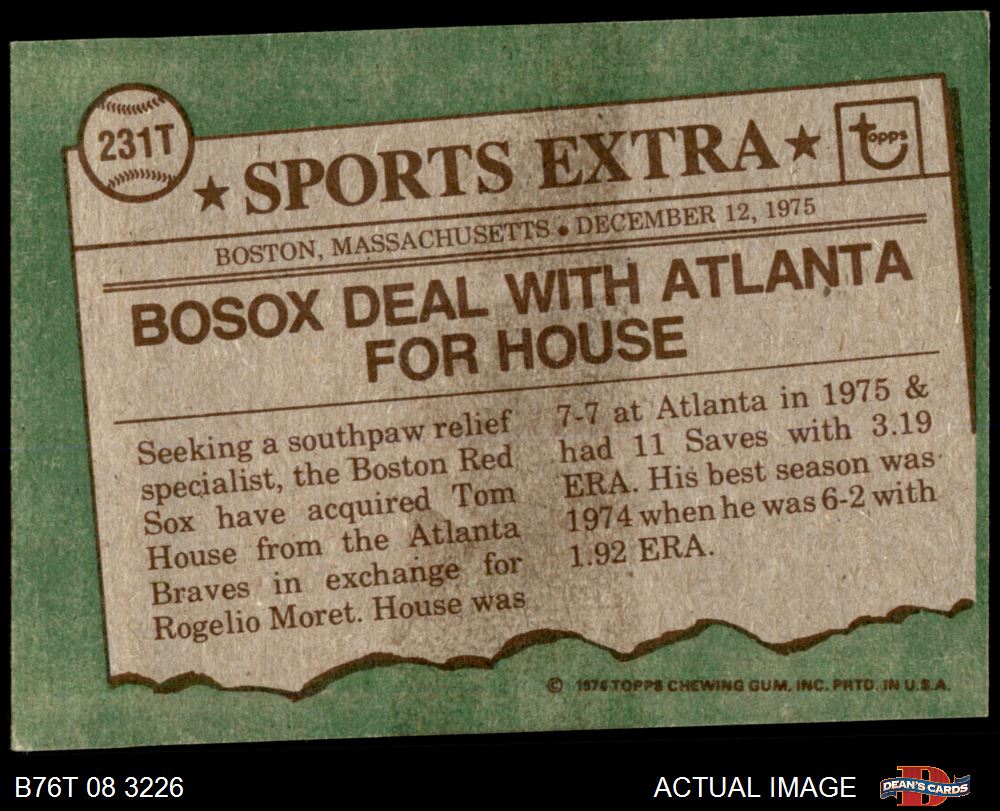 231T
★ SPORTS EXTRA ★
topps
BOSTON, MASSACHUSETTS • DECEMBER 12, 1975
BOSOX DEAL WITH ATLANTA
FOR HOUSE
Seeking a southpaw relief
specialist, the Boston Red
Sox have acquired Tom
House from the Atlanta
Braves in exchange for
Rogelio Moret. House was
7-7 at Atlanta in 1975 &
had 11 Saves with 3.19
ERA. His best season was
1974 when he was 6-2 with
1.92 ERA.
© 1976 TOPPS CHEWING GUM, INC. PRTD. IN U.S.A.
B76T 08 3226
ACTUAL IMAGE
DEAN'S CARDS